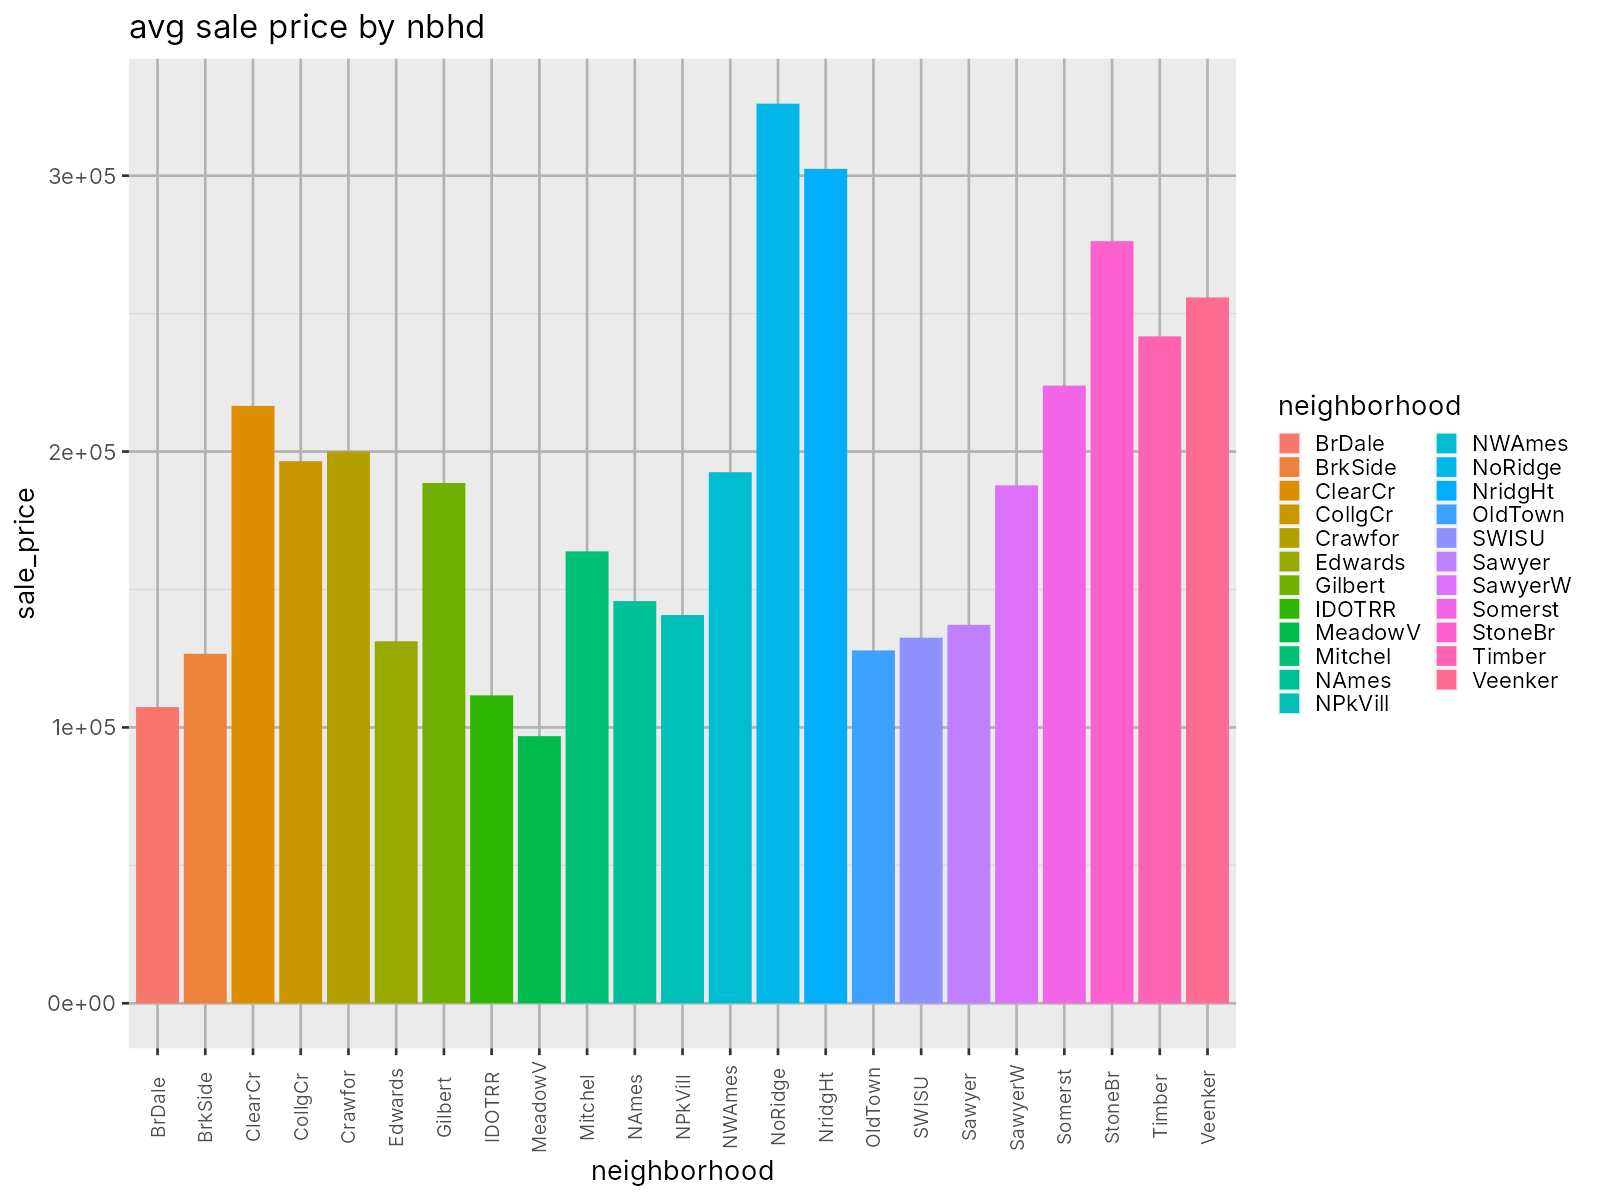 avg sale price by nbhd
sale_price
3e+05
2e+05
1e+05
0e+00
BrDale
BrkSide
ClearCr
CollgCr
Crawfor
Edwards
Gilbert
IDOTRR
MeadowV
Mitchel
NAmes
NPkVill
NWAmes
NoRidge
NridgHt
OldTown
SWISU
Sawyer
SawyerW
Somerst
StoneBr
Timber
Veenker
neighborhood
neighborhood
BrDale
BrkSide
ClearCr
CollgCr
Crawfor
Edwards
Gilbert
IDOTRR
MeadowV
Mitchel
NAmes
NPkVill
NWAmes
NoRidge
NridgHt
OldTown
SWISU
Sawyer
SawyerW
Somerst
StoneBr
Timber
Veenker